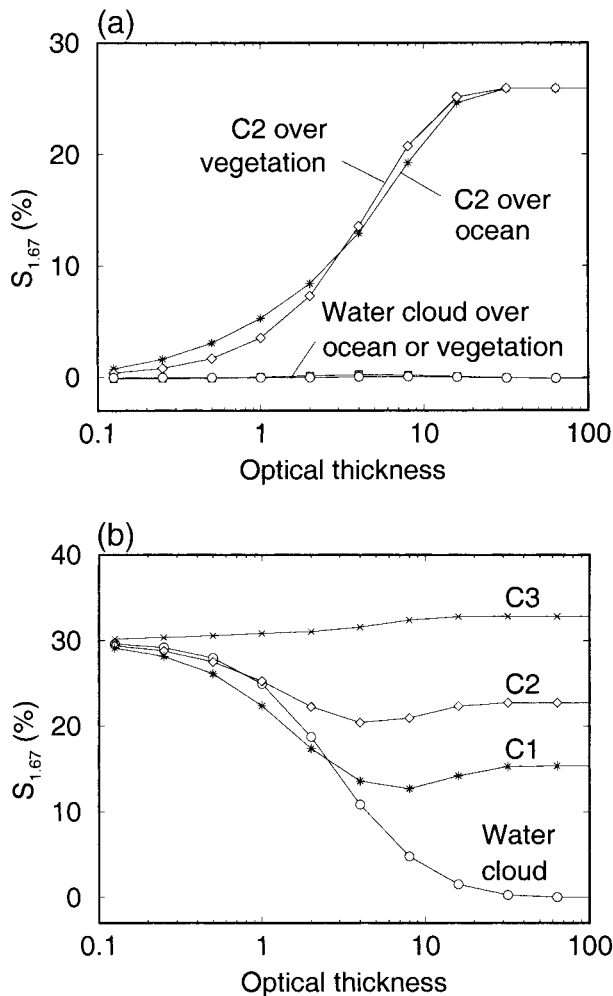 (a)
30
20
10
0
S1.67 (%)
C2 over
vegetation
C2 over
ocean
Water cloud over
ocean or vegetation
0.1
1
10
100
Optical thickness
(b)
40
30
20
10
0
S1.67 (%)
C3
C2
C1
Water
cloud
0.1
1
10
100
Optical thickness